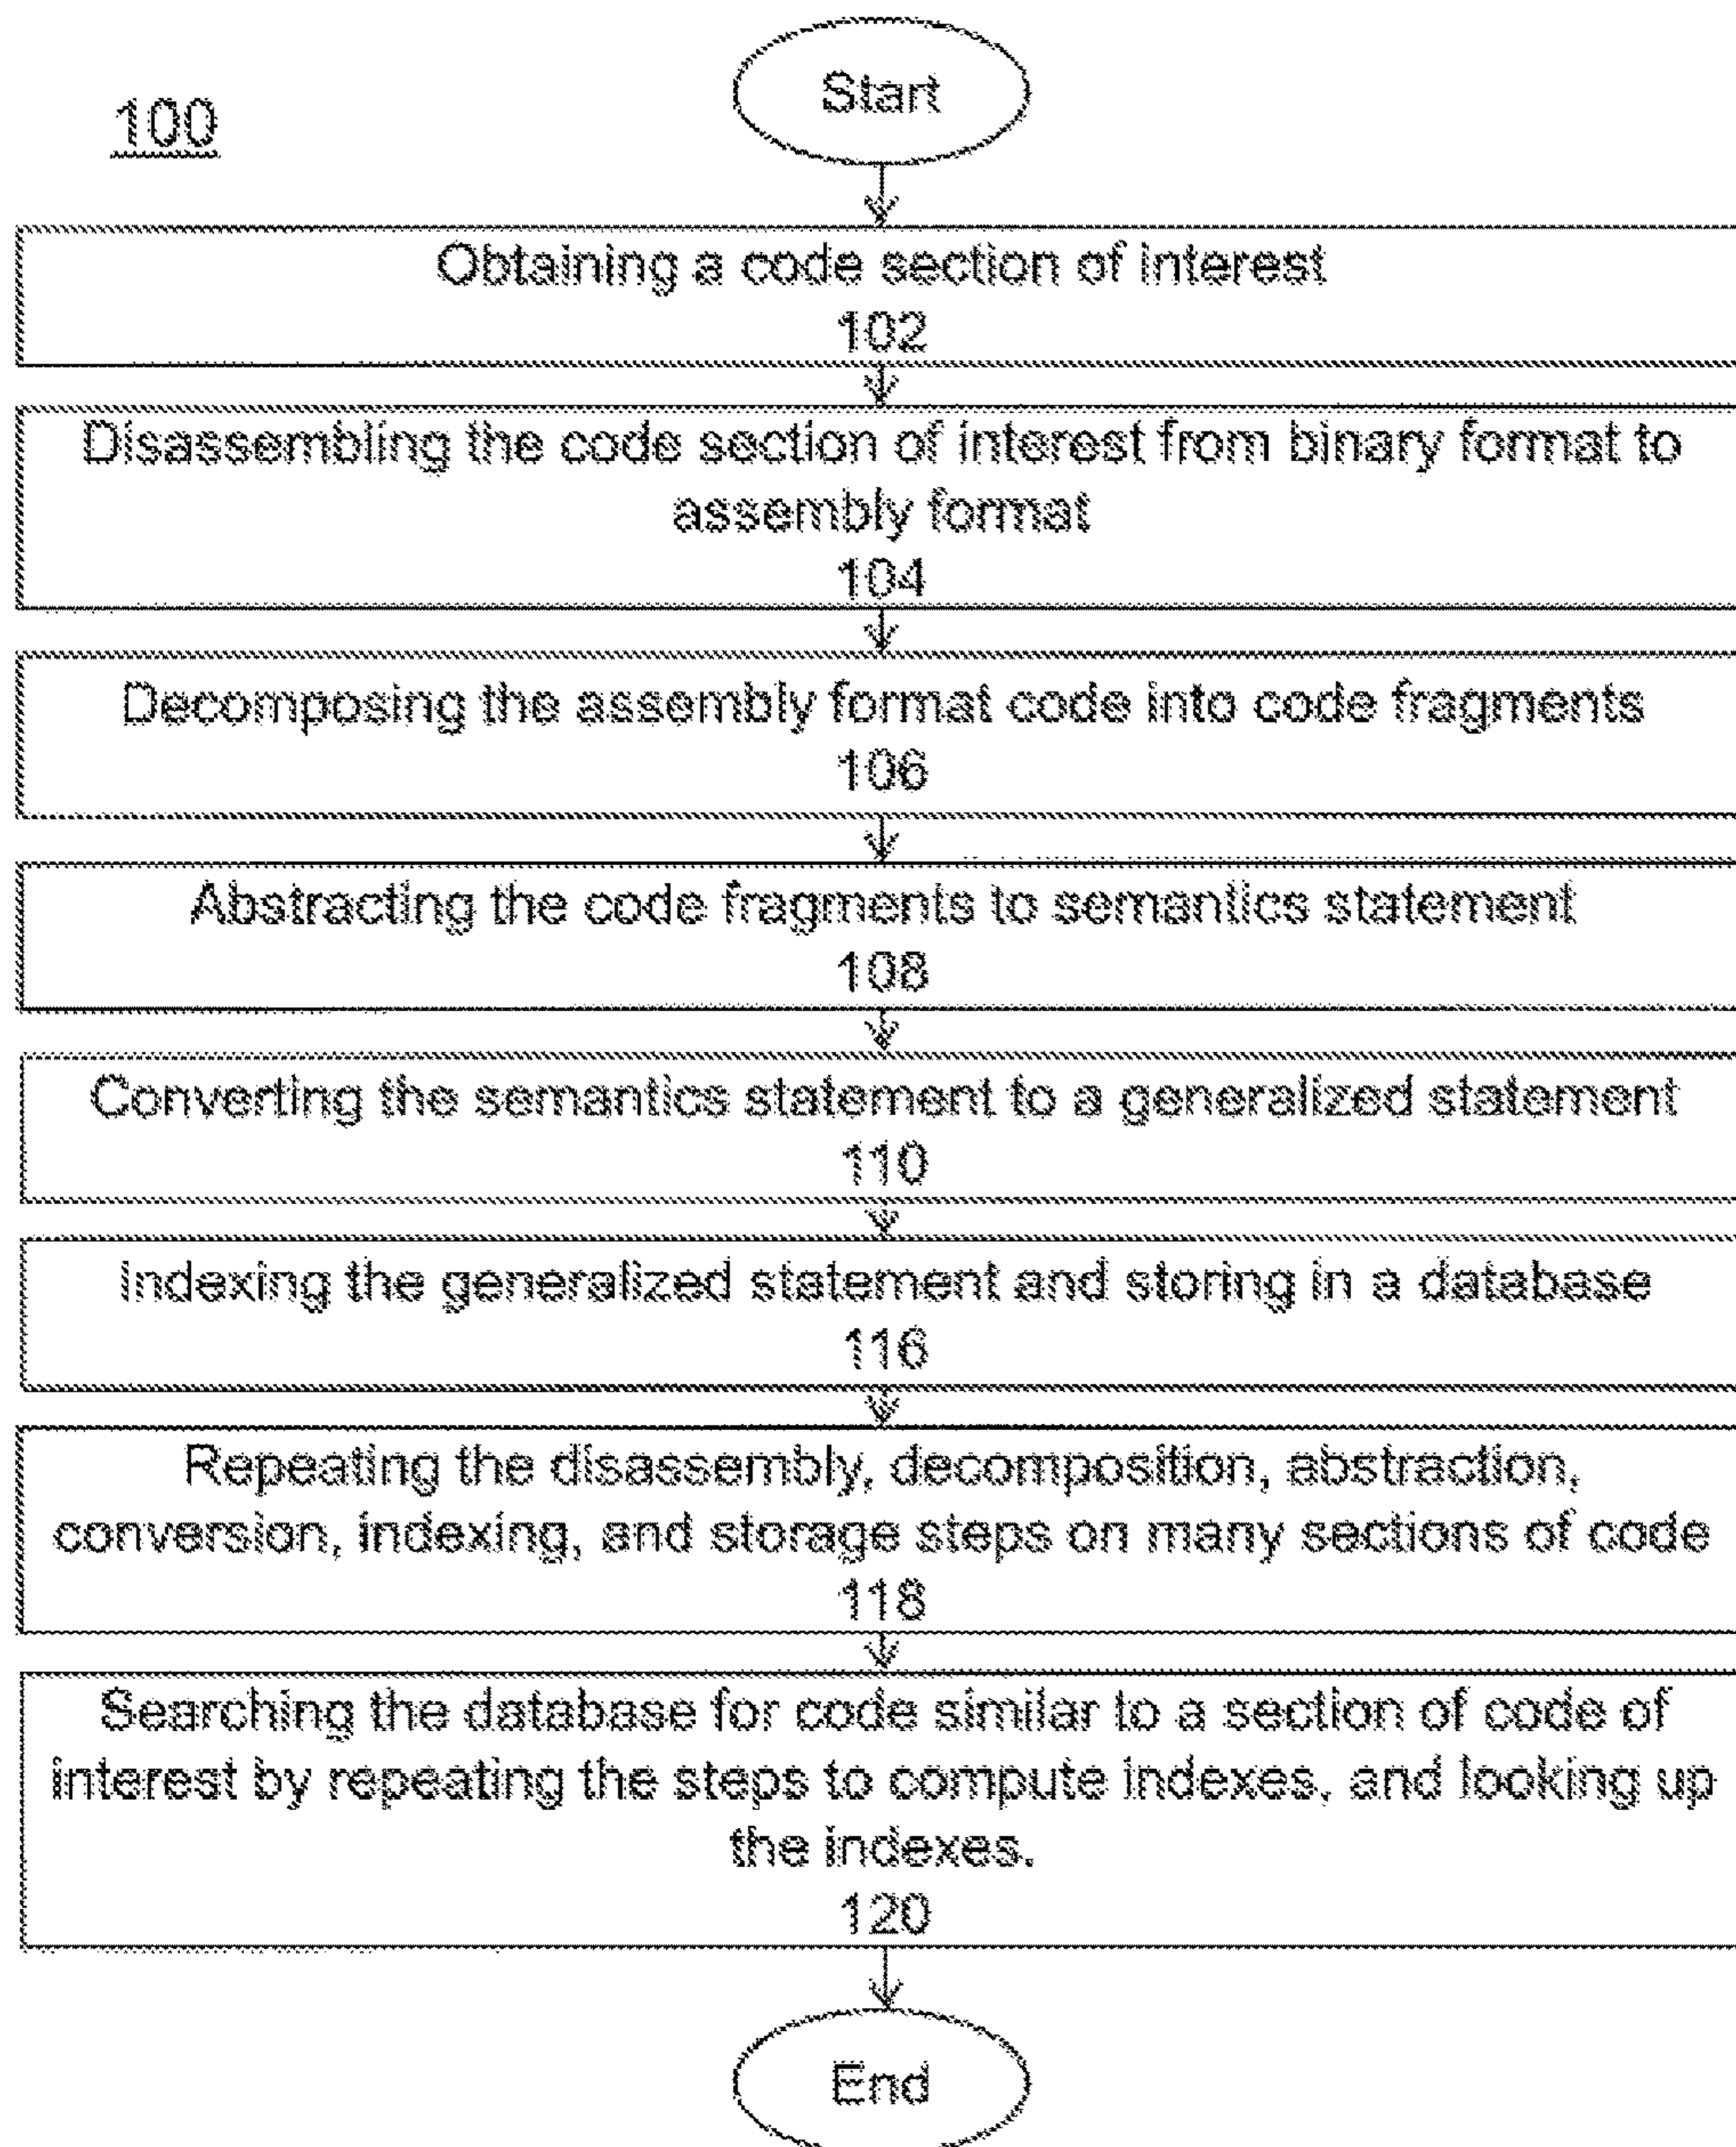 Start
100
Obtaining a code section of interest
102
Disassembling the code section of interest from binary format to
assembly format
104
Decomposing the assembly format code into code fragments
106
Abstracting the code fragments to semantics statement
108
Converting the semantics statement to a generalized statement
110
Indexing the generalized statement and storing in a database
116
Repeating the disassembly, decomposition, abstraction,
conversion, indexing, and storage steps on many sections of code
118
Searching the database for code similar to a section of code of
interest by repeating the steps to compute indexes, and looking up
the indexes.
120
End